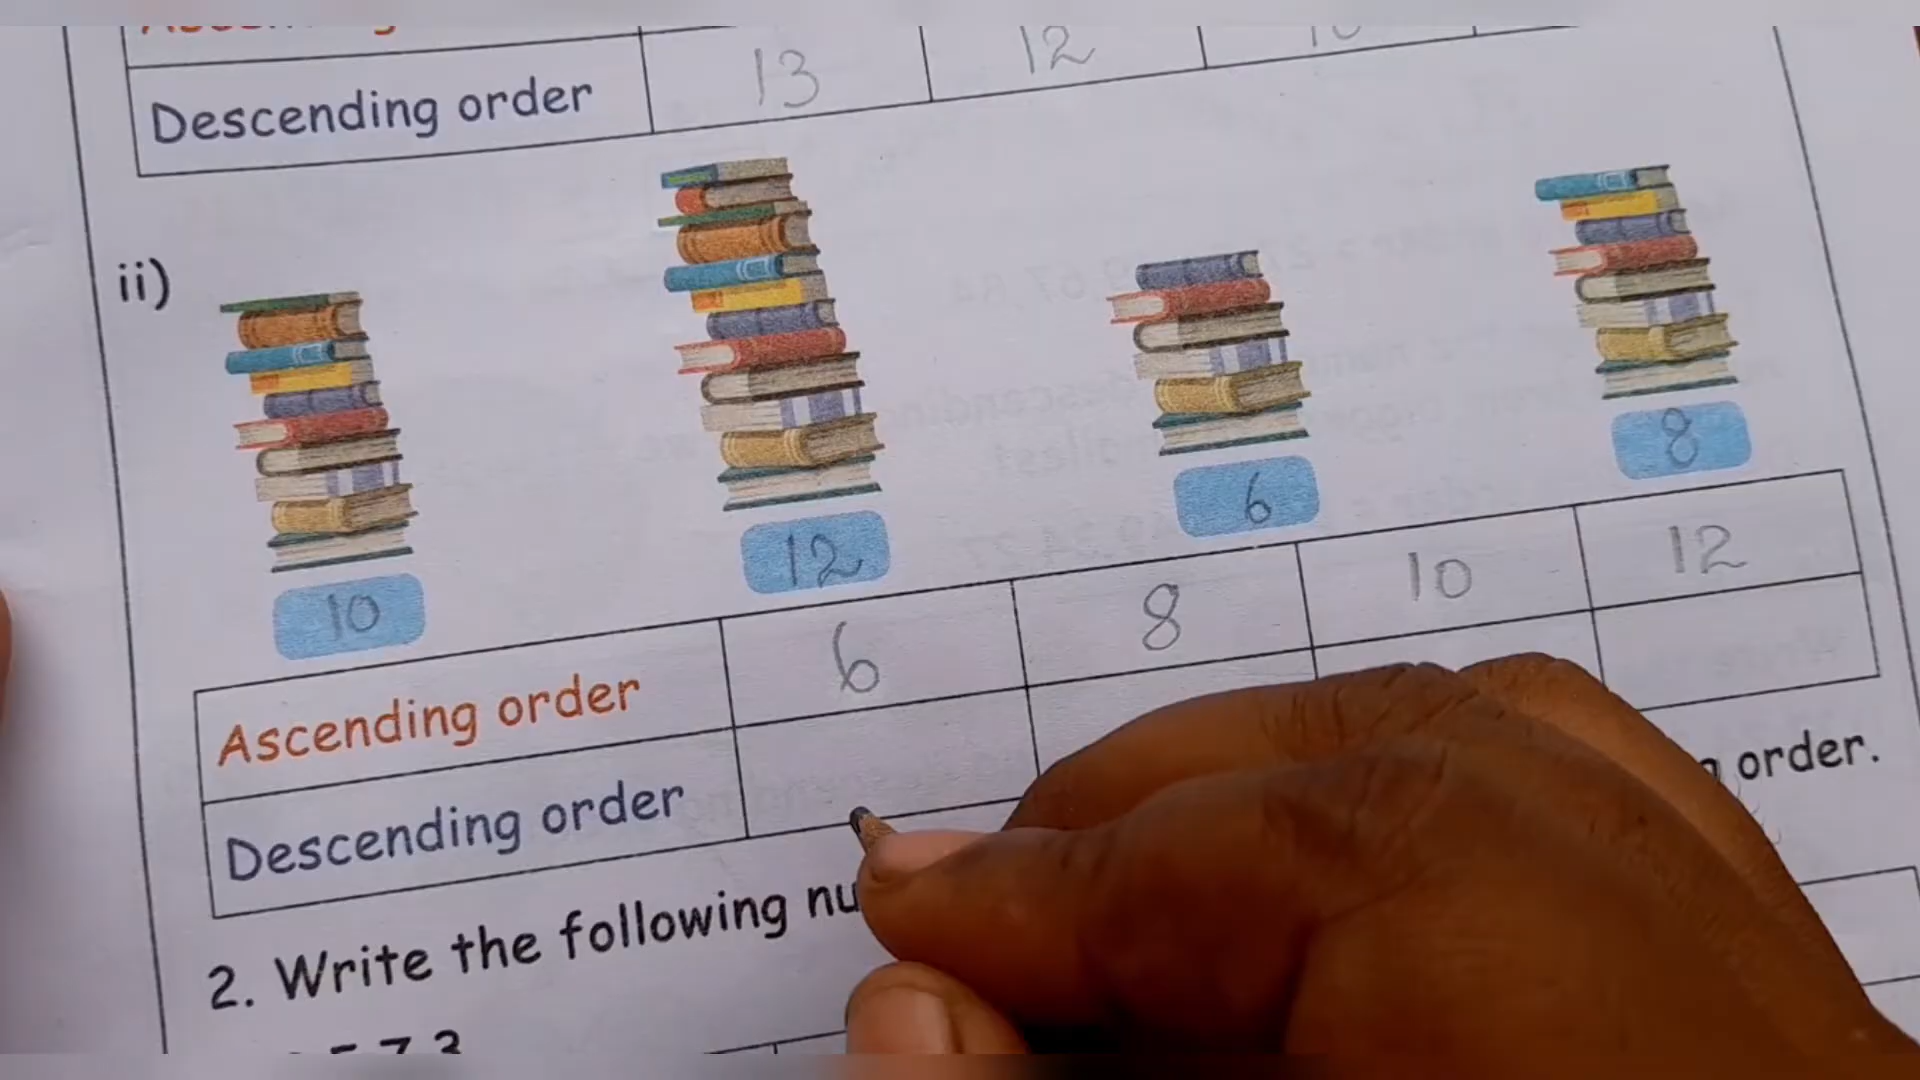 Descending order 13 12
ii)
10 12 6 8
Ascending order 6 8 10 12
Descending order
2. Write the following
order.